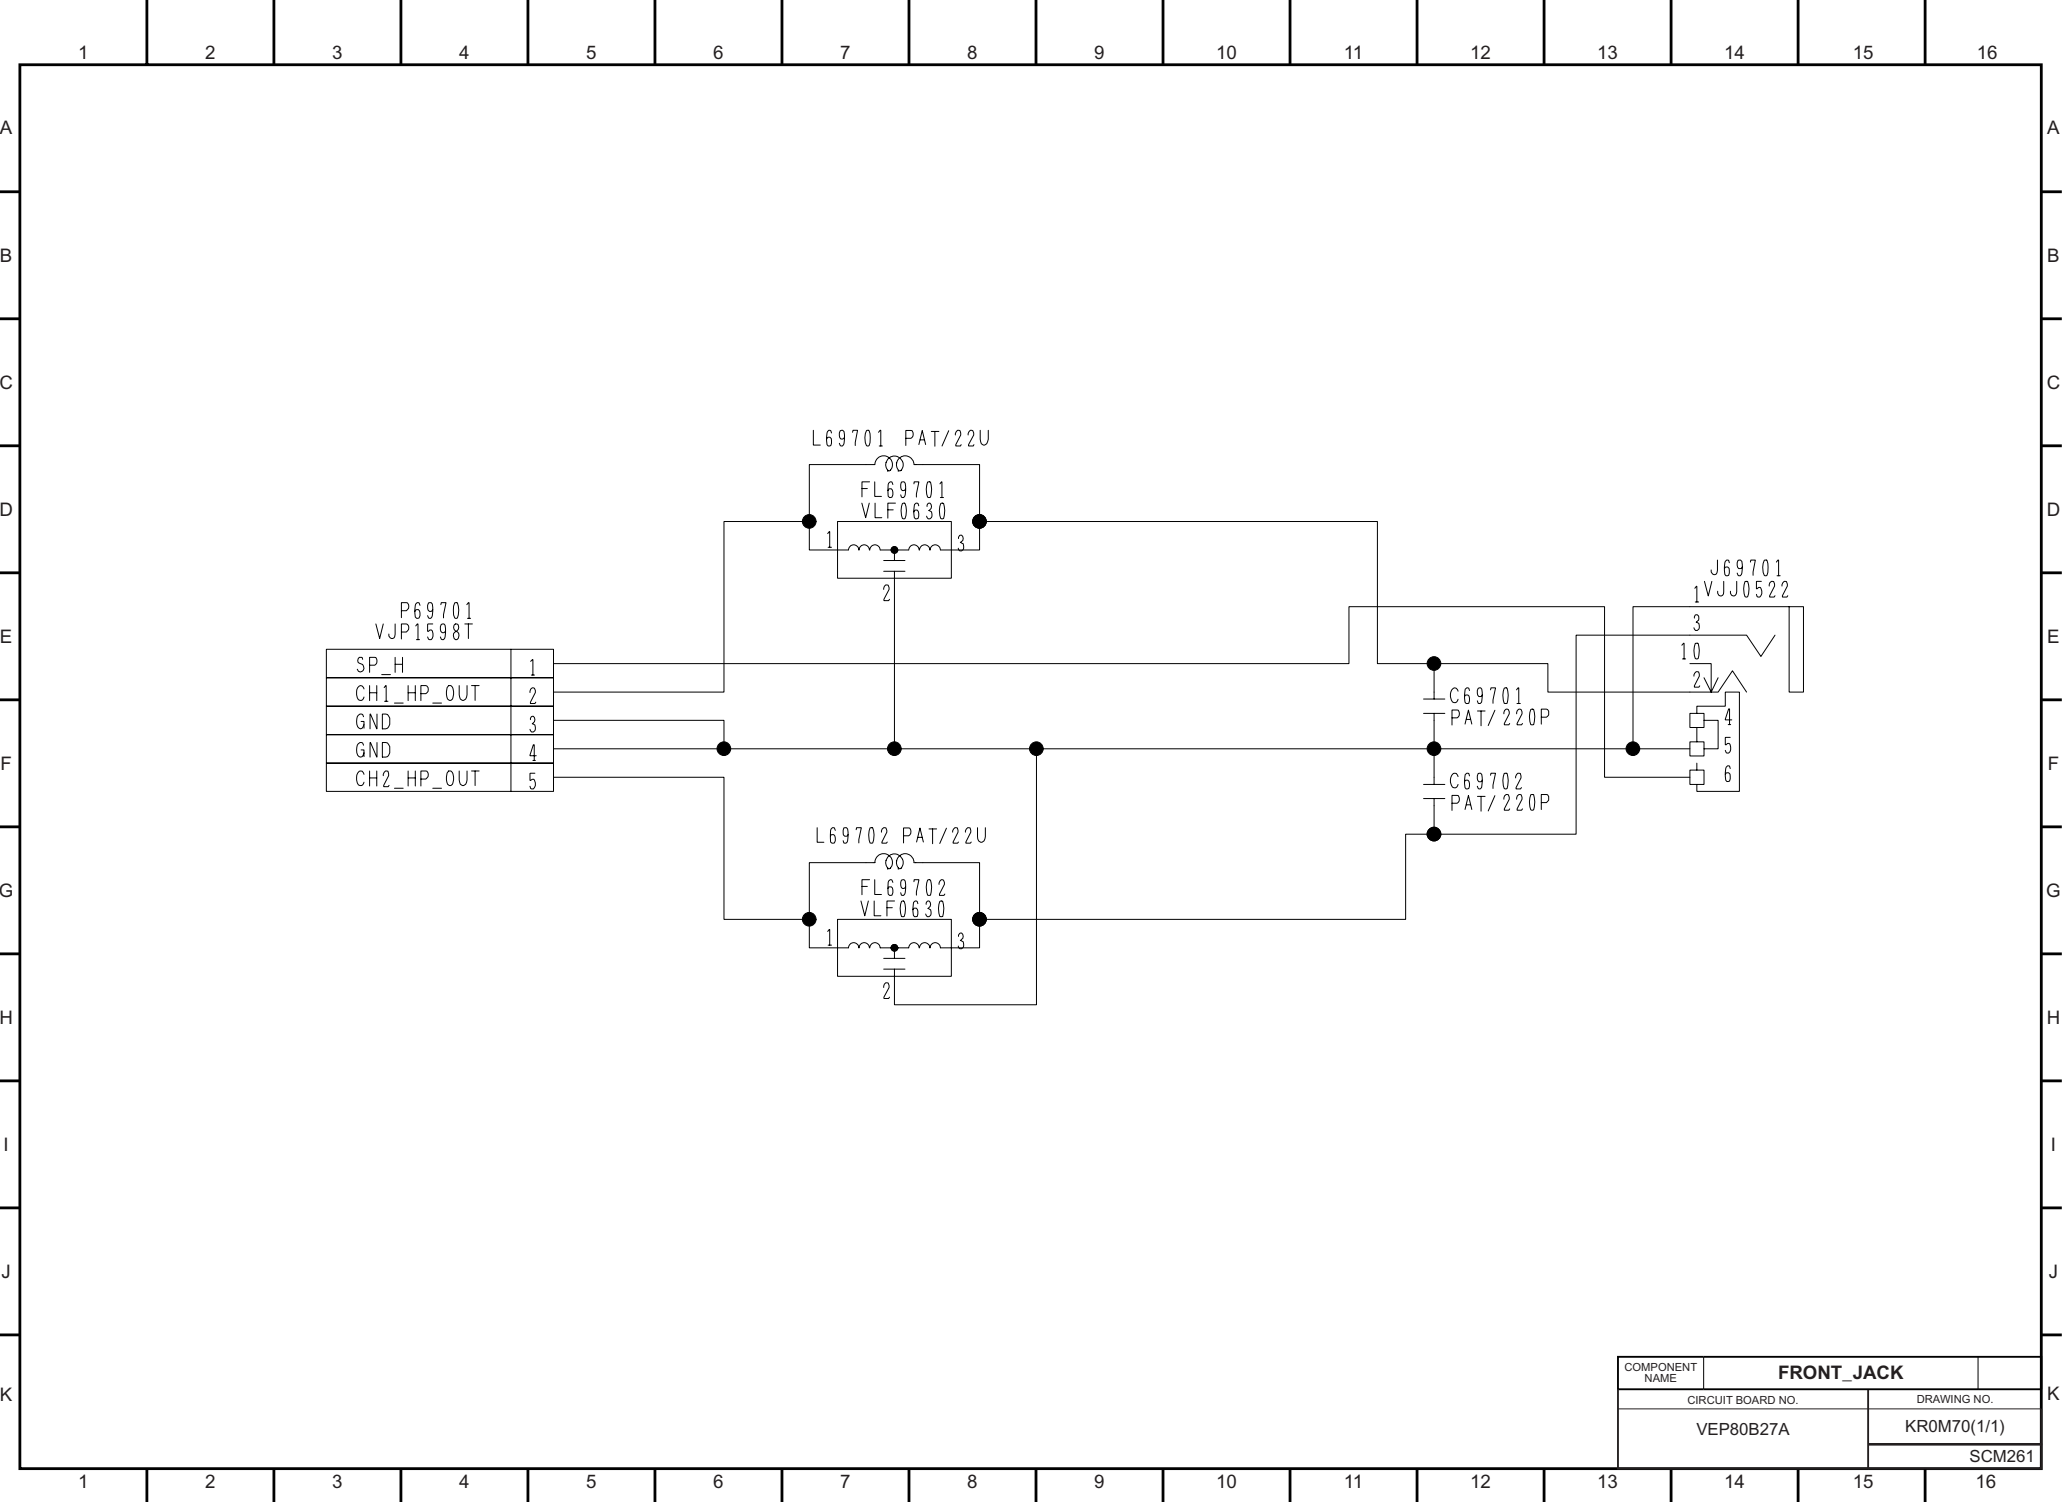 1 2 3 4 5 6 7 8 9 10 11 12 13 14 15 16
A A
B B
C C
L69701 PAT/22U
FL69701
D VLF0630 D
1 3
2
J69701
VJJ0522
1
3
10
2
P69701
VJP1598T
E E
SP_H 1
CH1_HP_OUT 2
GND 3
GND 4
CH2_HP_OUT 5
C69701
PAT/220P
4
5
6
F F
C69702
PAT/220P
L69702 PAT/22U
FL69702
VLF0630
G G
1 3
2
H H
I I
J J
COMPONENT
NAME
FRONT_JACK
K K
CIRCUIT BOARD NO. DRAWING NO.
VEP80B27A KR0M70(1/1)
SCM261
1 2 3 4 5 6 7 8 9 10 11 12 13 14 15 16